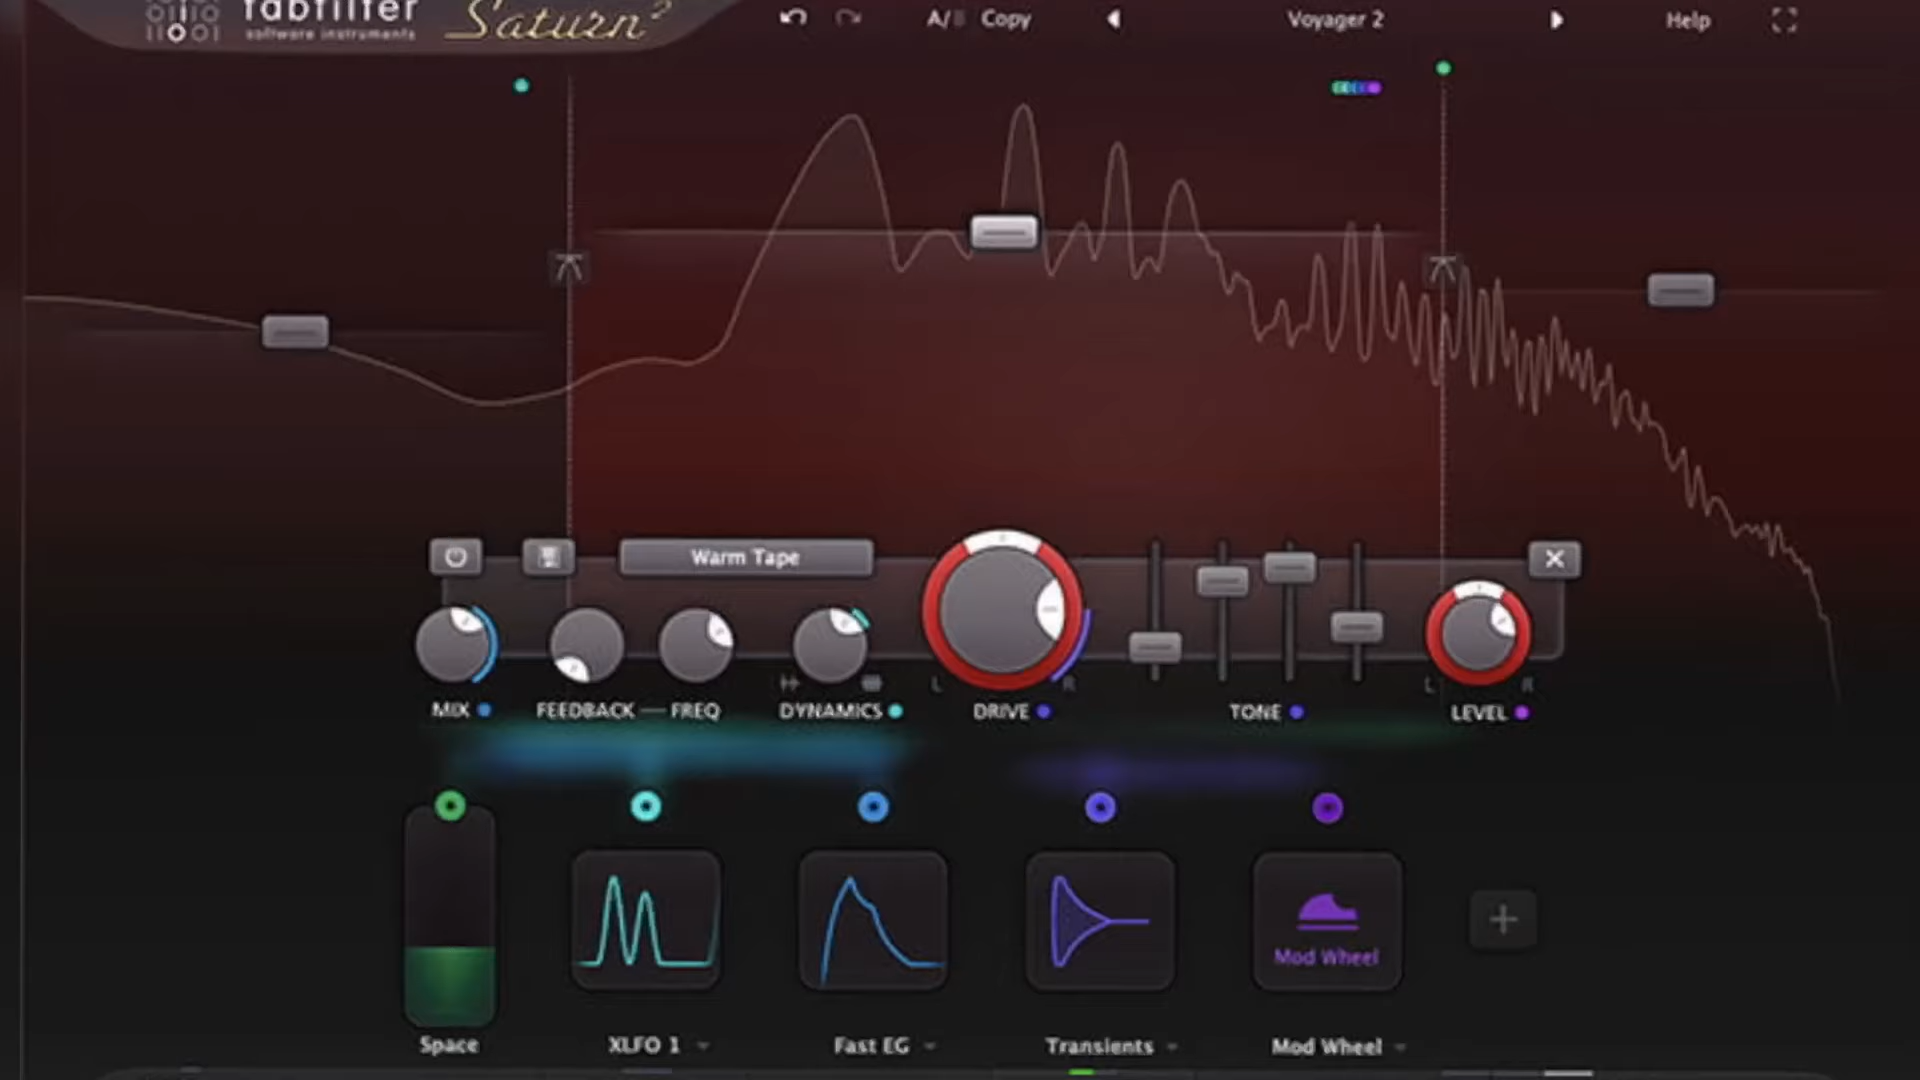 fabfilter
software instruments
Saturn 2
A/B Copy
Voyager 2
Help
Warm Tape
L R
L R
MIX
FEEDBACK — FREQ
DYNAMICS
DRIVE
TONE
LEVEL
Mod Wheel
Space
XLFO 1
Fast EG
Transients
Mod Wheel